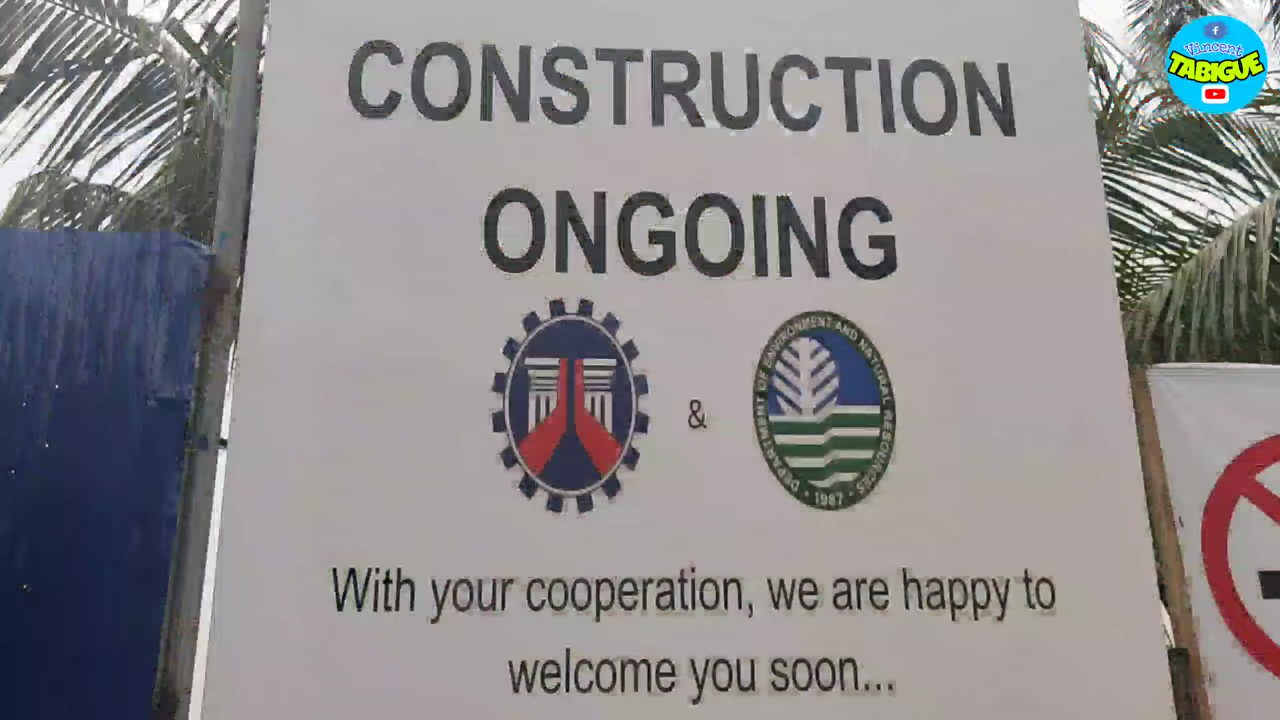 Vincent
TABIGUE
CONSTRUCTION
ONGOING
&
DEPARTMENT OF ENVIRONMENT AND NATURAL RESOURCES
1987
With your cooperation, we are happy to
welcome you soon...